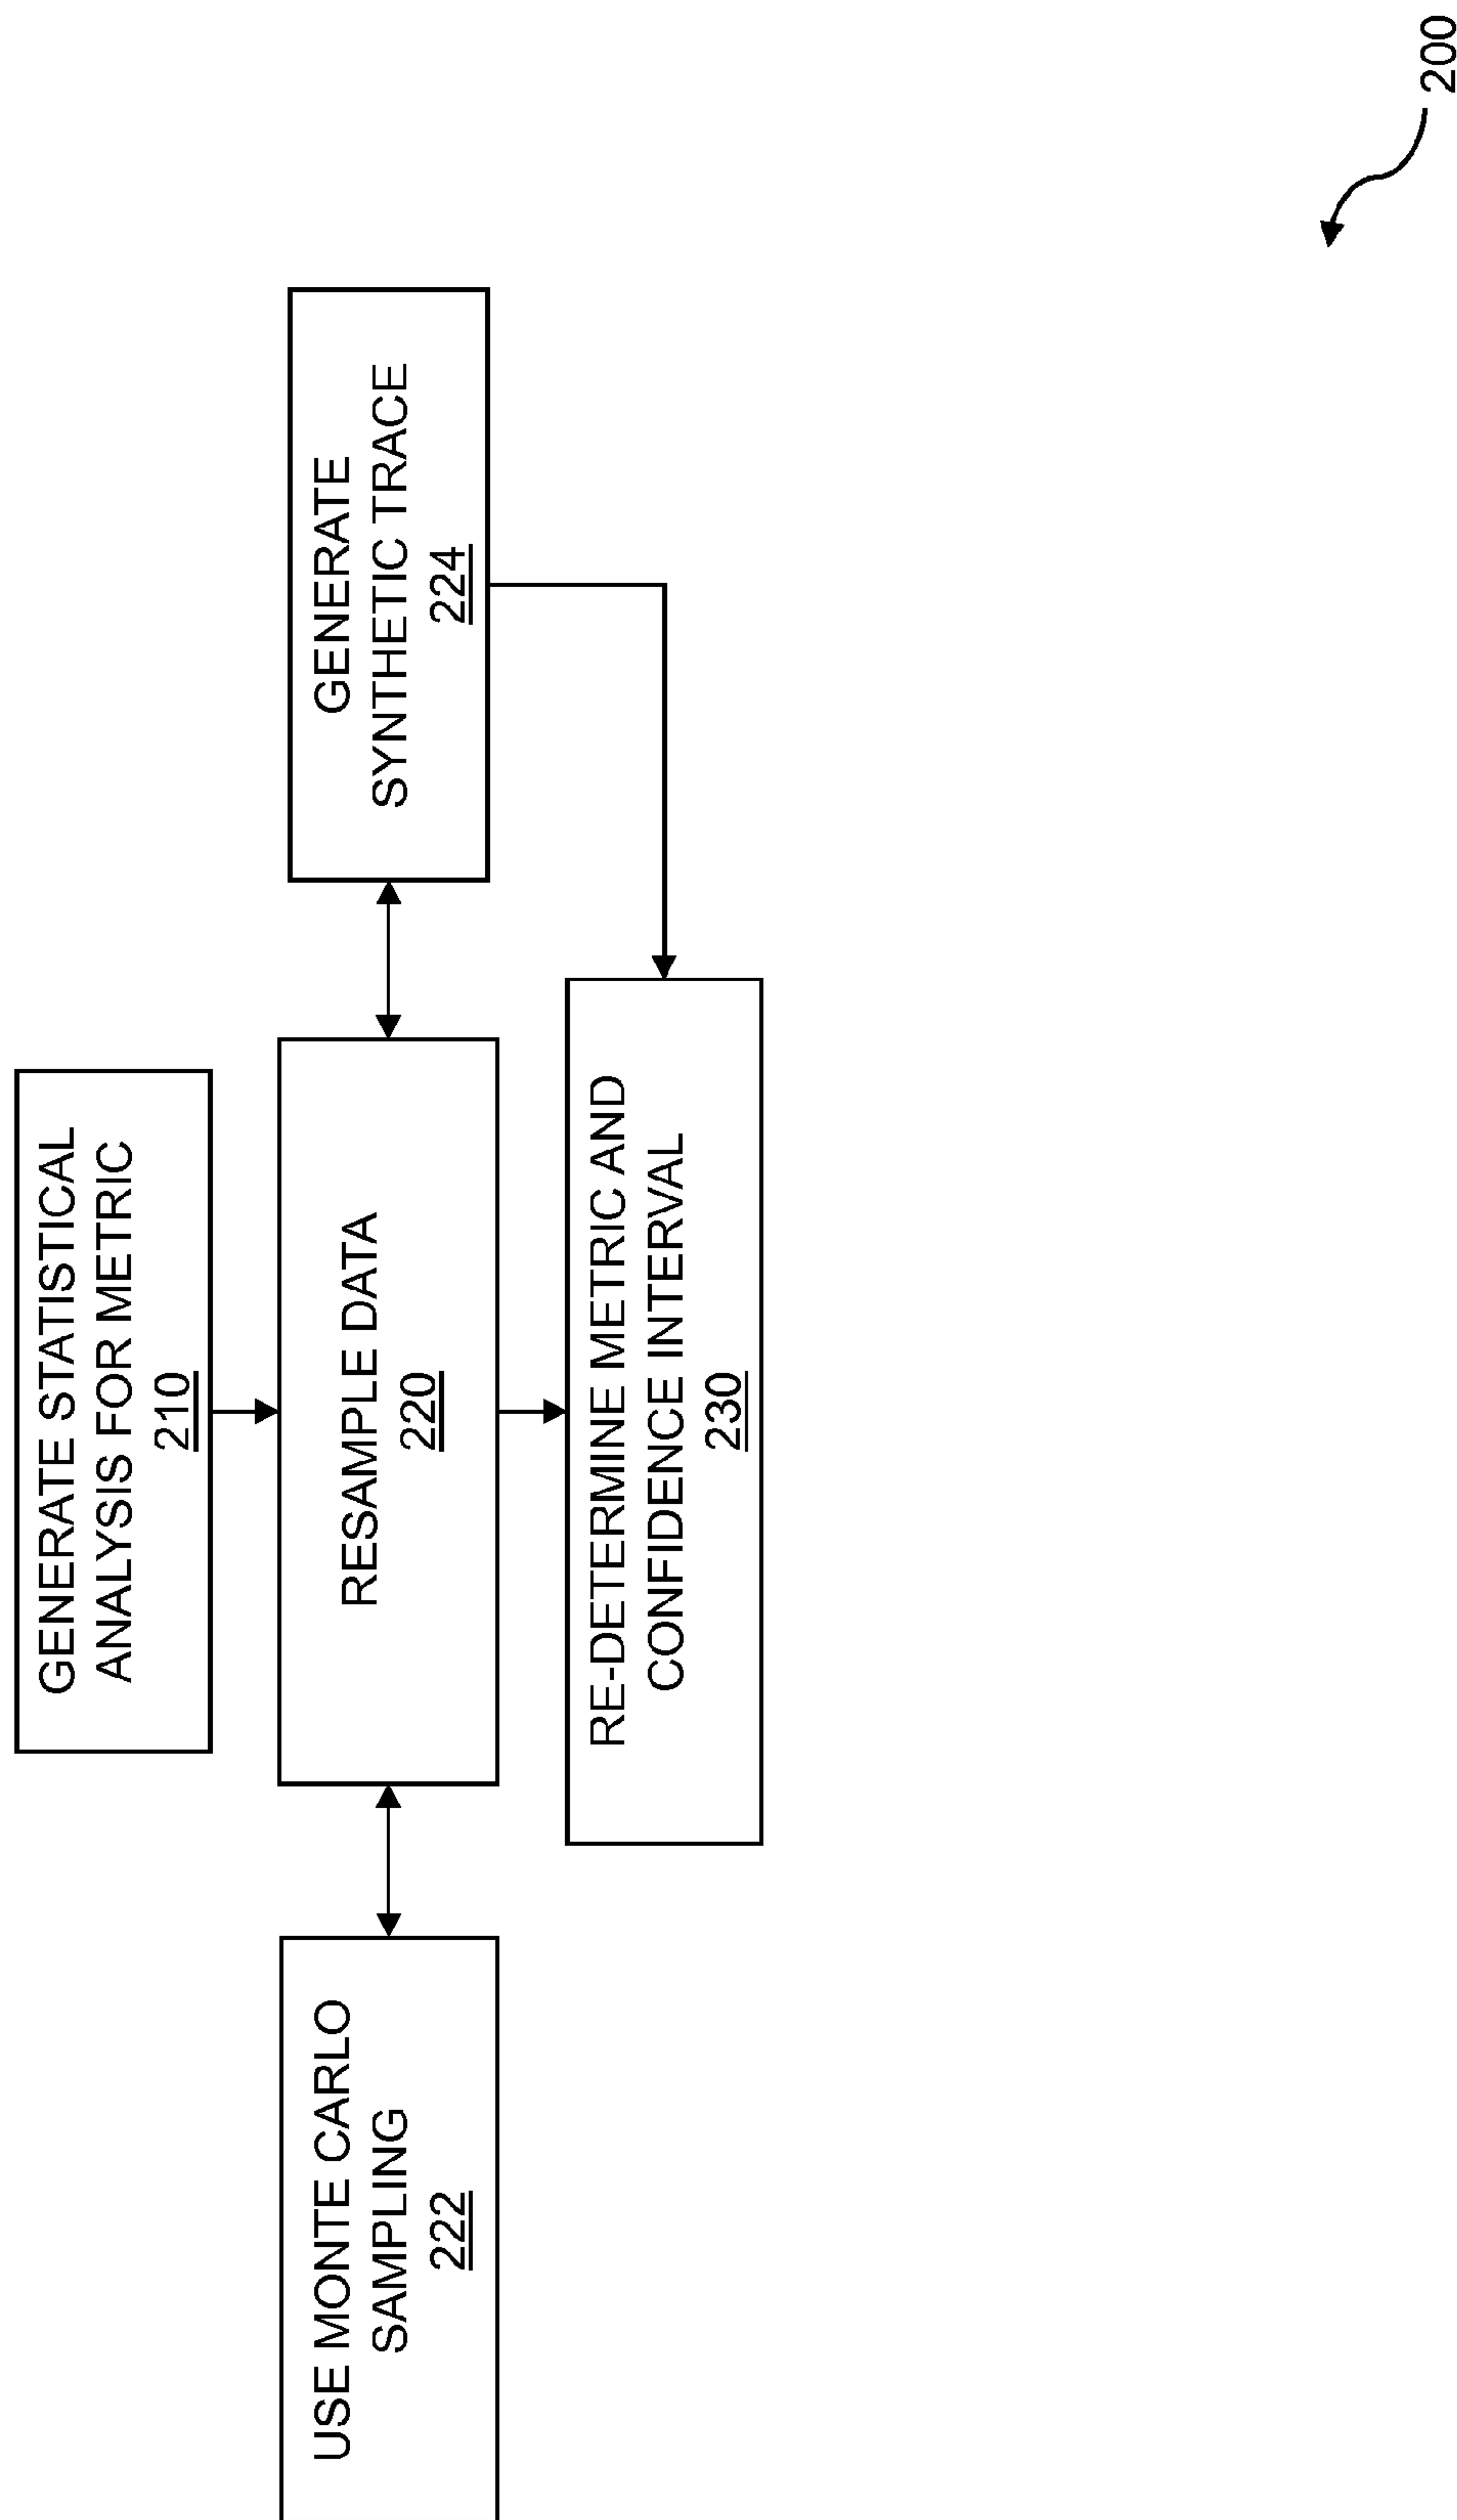 GENERATE STATISTICAL
ANALYSIS FOR METRIC
210
USE MONTE CARLO
SAMPLING
222
RESAMPLE DATA
220
GENERATE
SYNTHETIC TRACE
224
RE-DETERMINE METRIC AND
CONFIDENCE INTERVAL
230
200